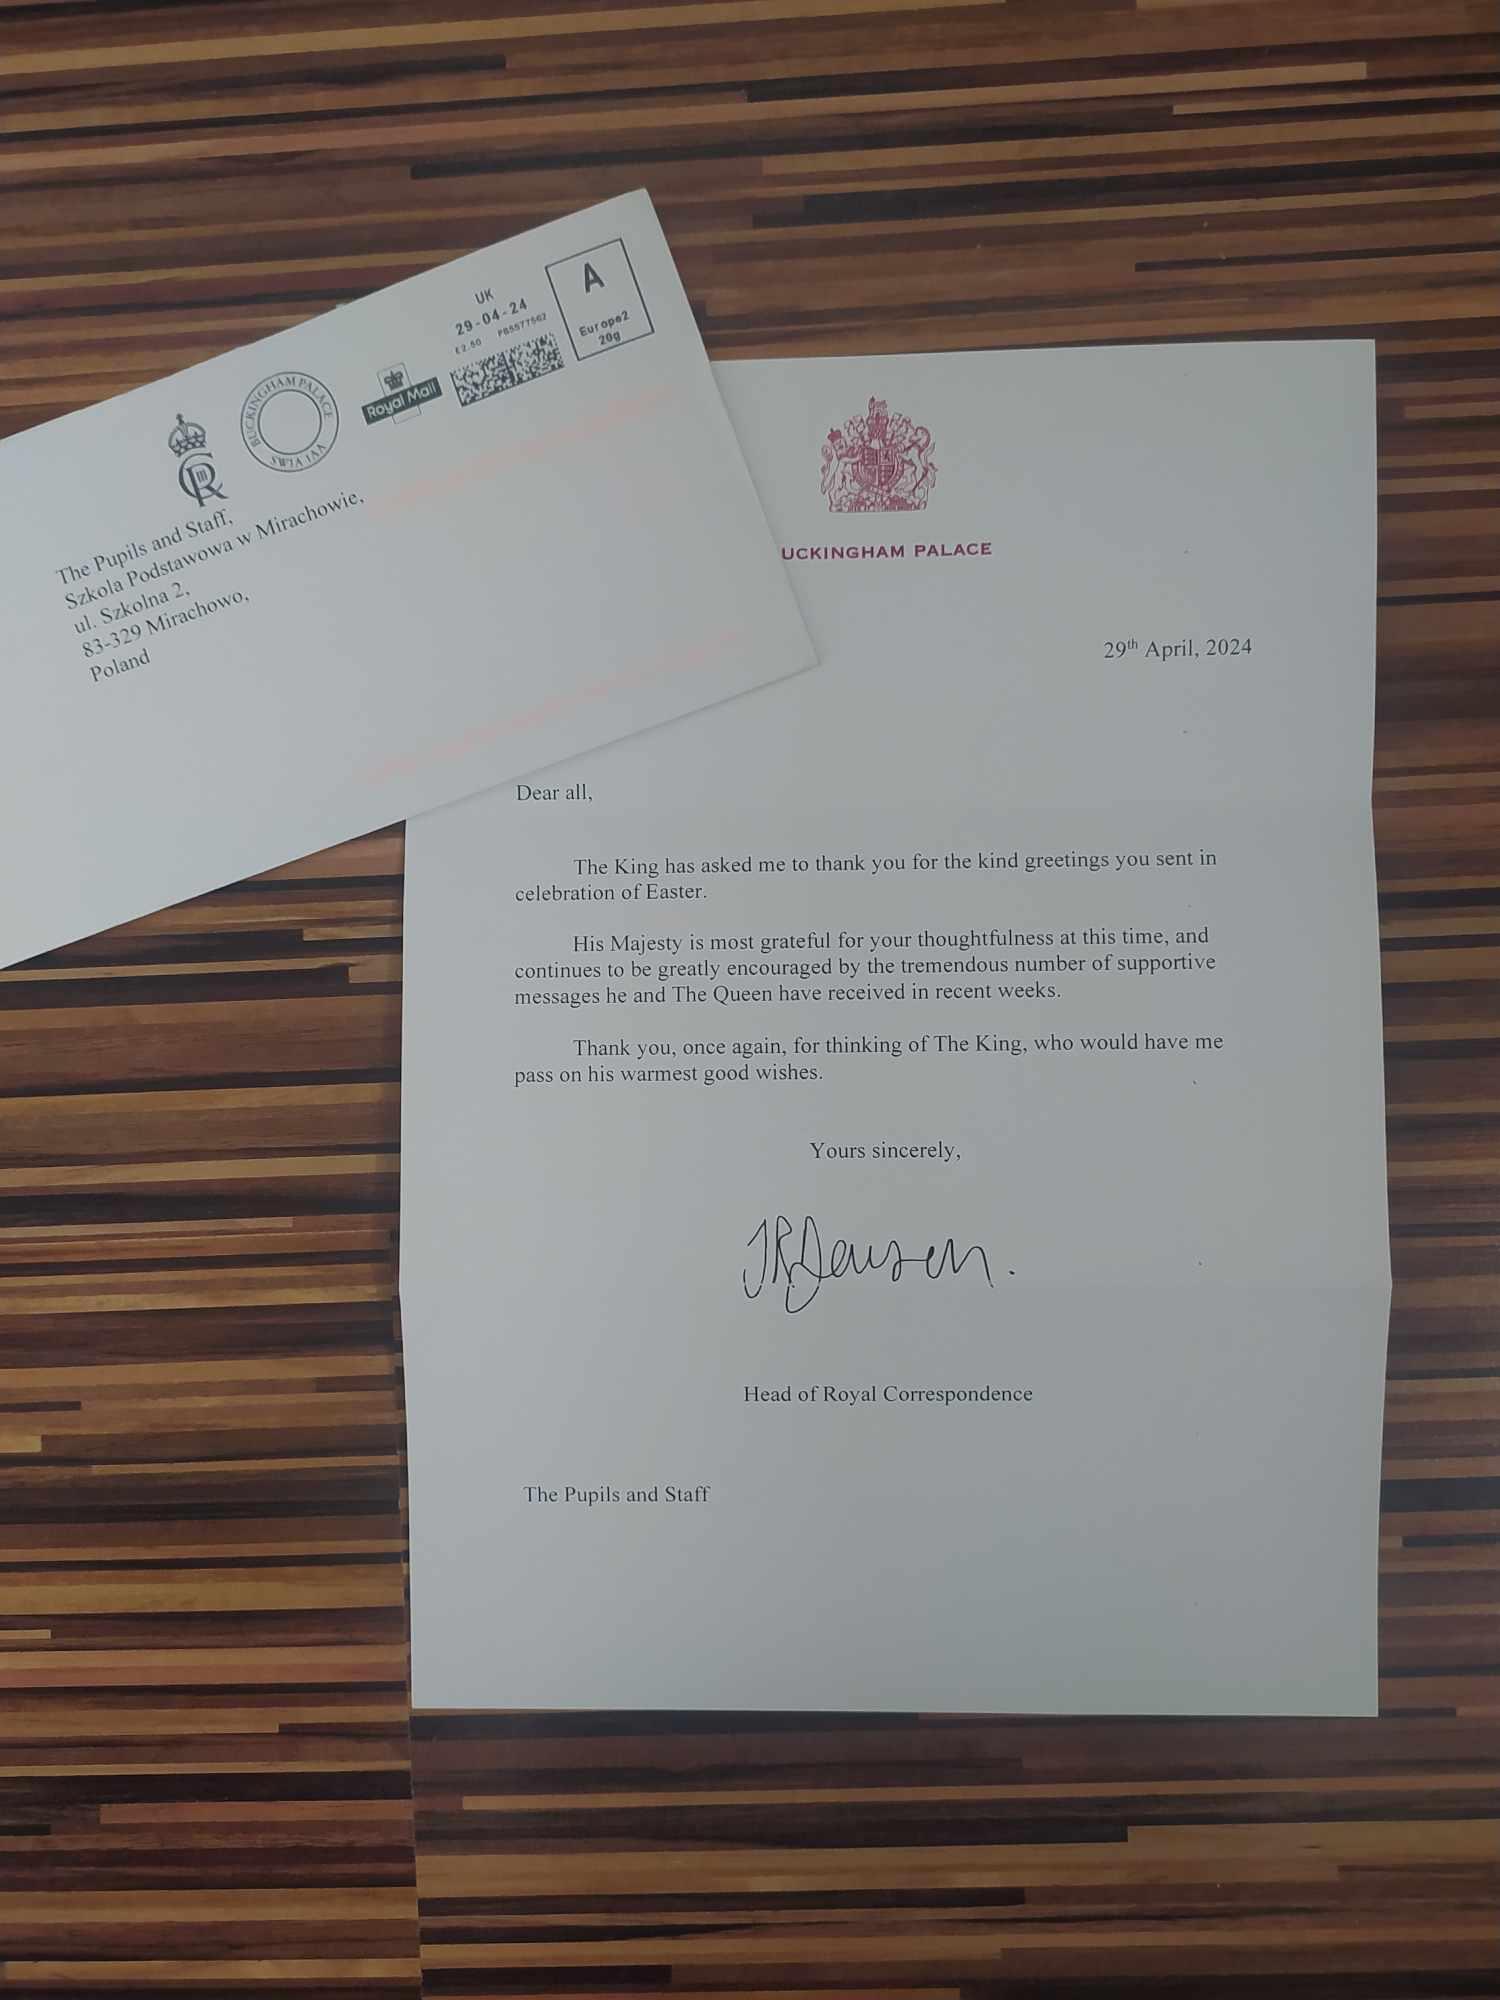 UK
29-04-24
£2.50 PB5577562
A
Europe2
20g
Royal Mail
BUCKINGHAM PALACE
SW1A 1AA
CIIIR
The Pupils and Staff,
Szkola Podstawowa w Mirachowie,
ul. Szkolna 2,
83-329 Mirachowo,
Poland
UCKINGHAM PALACE
29th April, 2024
Dear all,
The King has asked me to thank you for the kind greetings you sent in
celebration of Easter.
His Majesty is most grateful for your thoughtfulness at this time, and
continues to be greatly encouraged by the tremendous number of supportive
messages he and The Queen have received in recent weeks.
Thank you, once again, for thinking of The King, who would have me
pass on his warmest good wishes.
Yours sincerely,
Head of Royal Correspondence
The Pupils and Staff